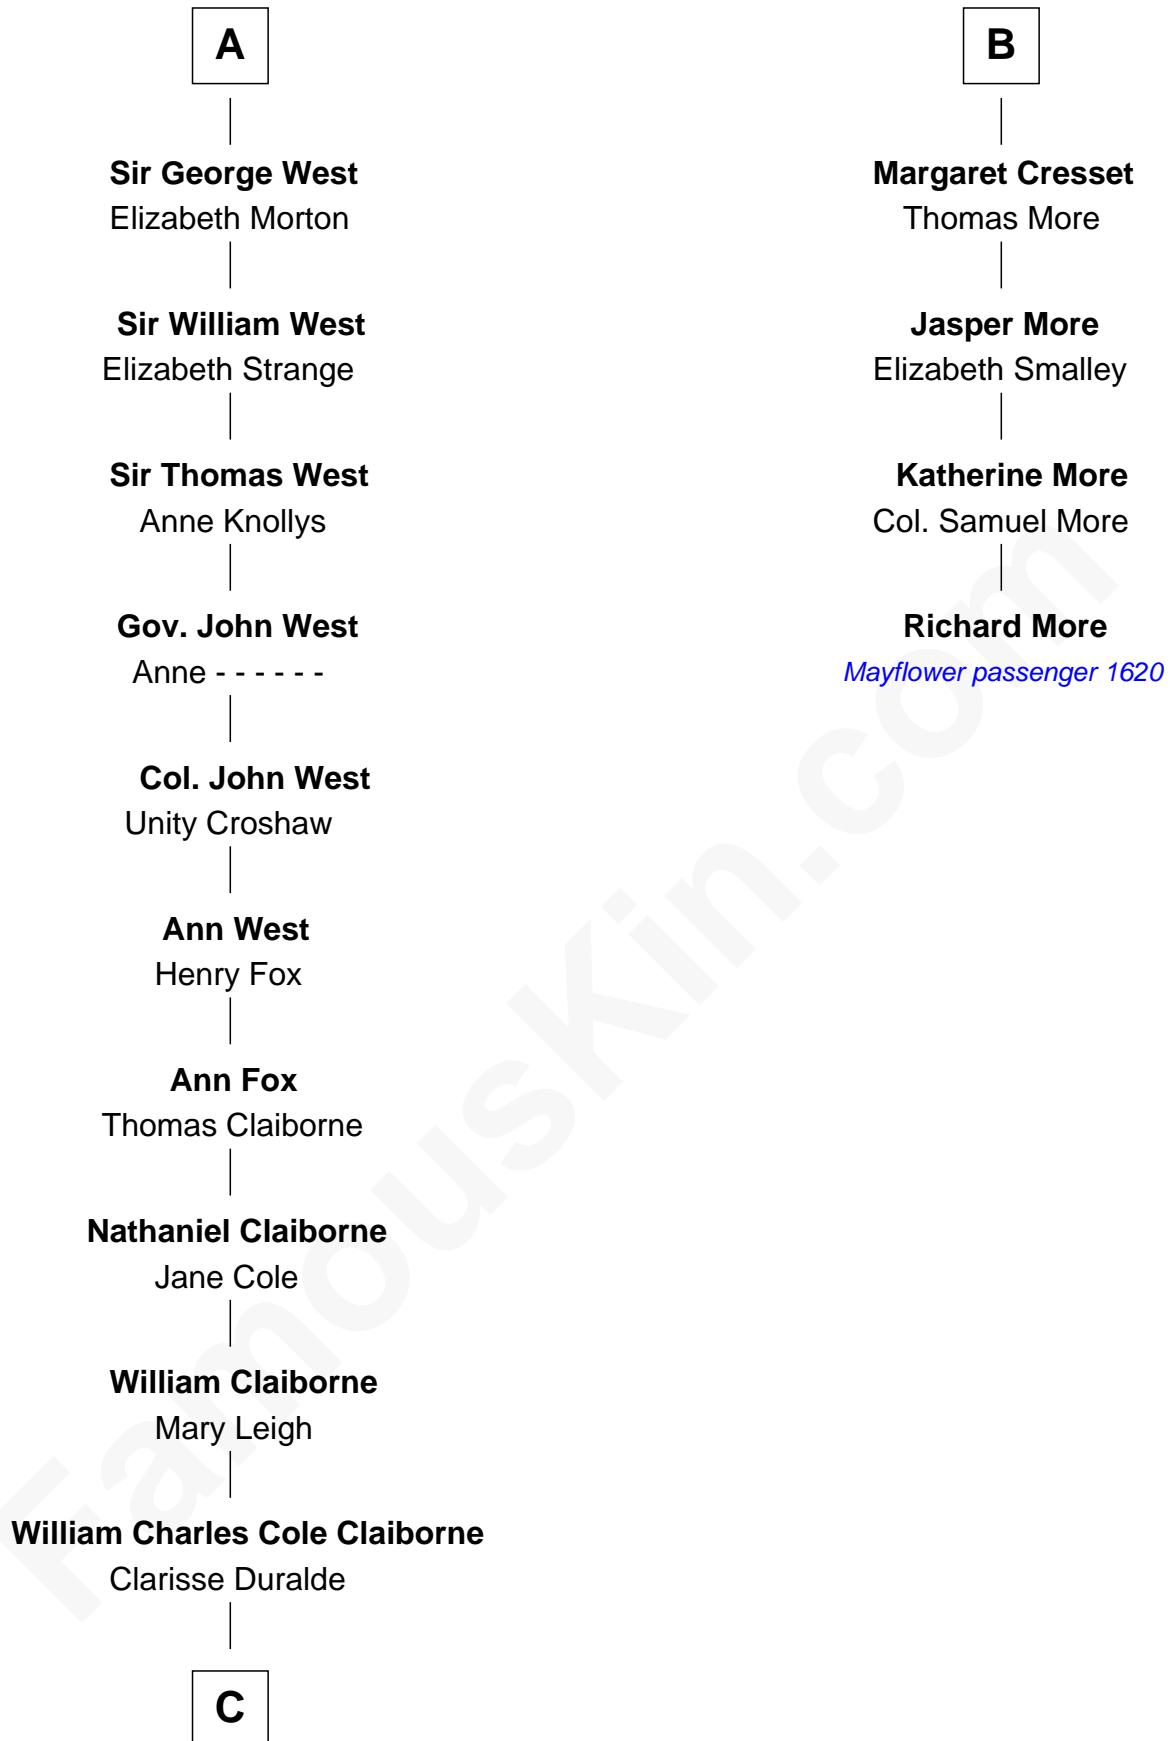 A
Sir George West
Elizabeth Morton
Sir William West
Elizabeth Strange
Sir Thomas West
Anne Knollys
Gov. John West
Anne - - - - - -
Col. John West
Unity Croshaw
Ann West
Henry Fox
Ann Fox
Thomas Claiborne
Nathaniel Claiborne
Jane Cole
William Claiborne
Mary Leigh
William Charles Cole Claiborne
Clarisse Duralde
C
B
Margaret Cresset
Thomas More
Jasper More
Elizabeth Smalley
Katherine More
Col. Samuel More
Richard More
Mayflower passenger 1620
FamousKin.com